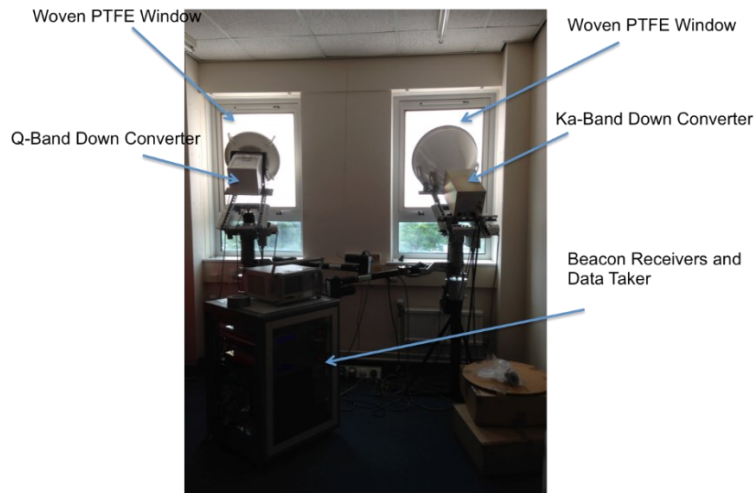 Woven PTFE Window
Woven PTFE Window
Q-Band Down Converter
Ka-Band Down Converter
Beacon Receivers and
Data Taker